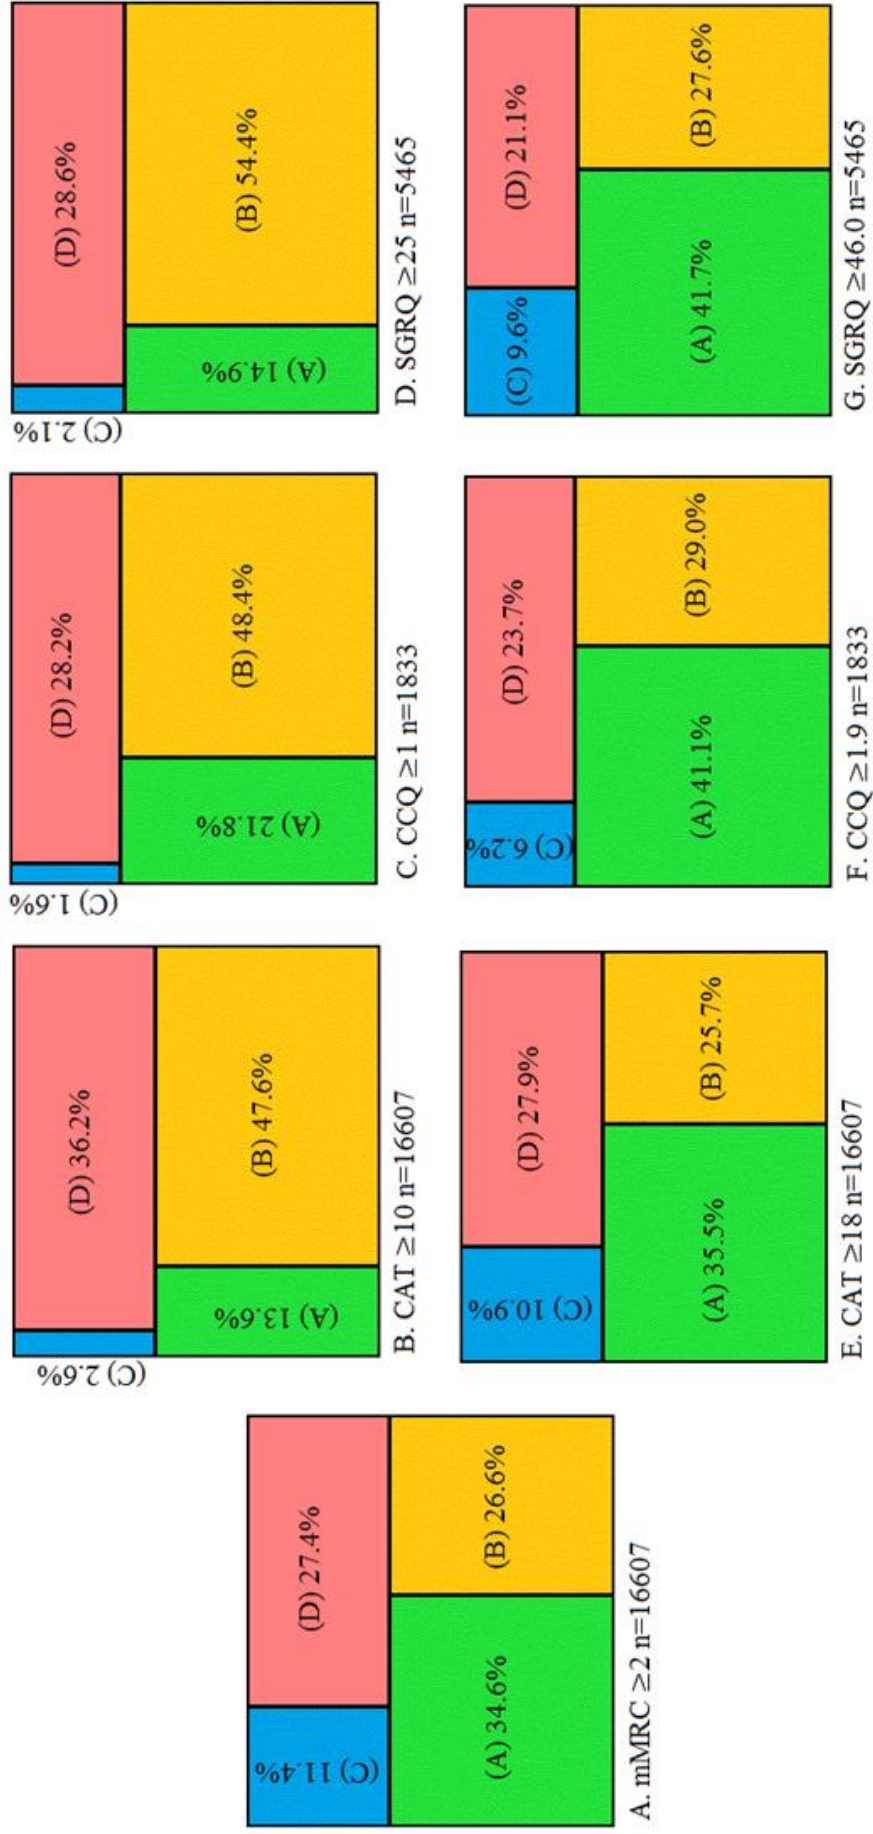 (C) 11.4%
(D) 27.4%
(A) 34.6%
(B) 26.6%
A. mMRC ≥2 n=16607
(C) 2.6%
(D) 36.2%
(A) 13.6%
(B) 47.6%
B. CAT ≥10 n=16607
(C) 1.6%
(D) 28.2%
(A) 21.8%
(B) 48.4%
C. CCQ ≥1 n=1833
(C) 2.1%
(D) 28.6%
(A) 14.9%
(B) 54.4%
D. SGRQ ≥25 n=5465
(C) 10.9%
(D) 27.9%
(A) 35.5%
(B) 25.7%
E. CAT ≥18 n=16607
(C) 6.2%
(D) 23.7%
(A) 41.1%
(B) 29.0%
F. CCQ ≥1.9 n=1833
(C) 9.6%
(D) 21.1%
(A) 41.7%
(B) 27.6%
G. SGRQ ≥46.0 n=5465